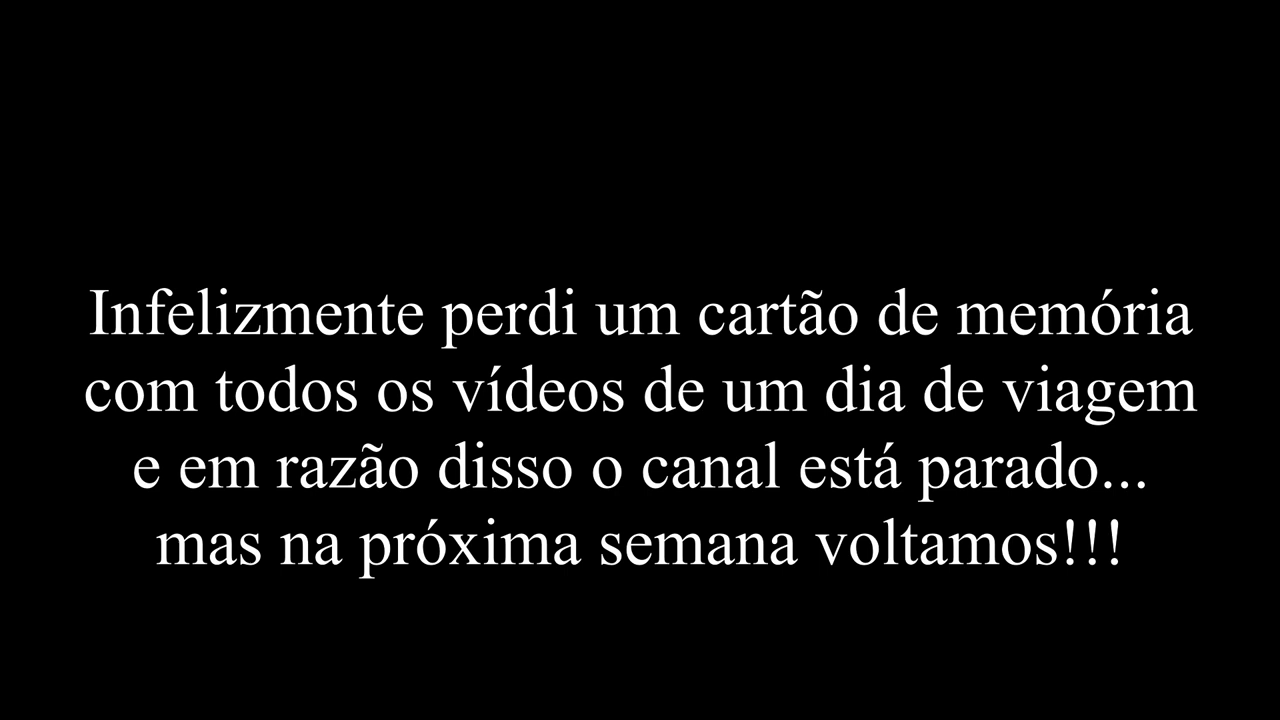 Infelizmente perdi um cartão de memória
com todos os vídeos de um dia de viagem
e em razão disso o canal está parado...
mas na próxima semana voltamos!!!